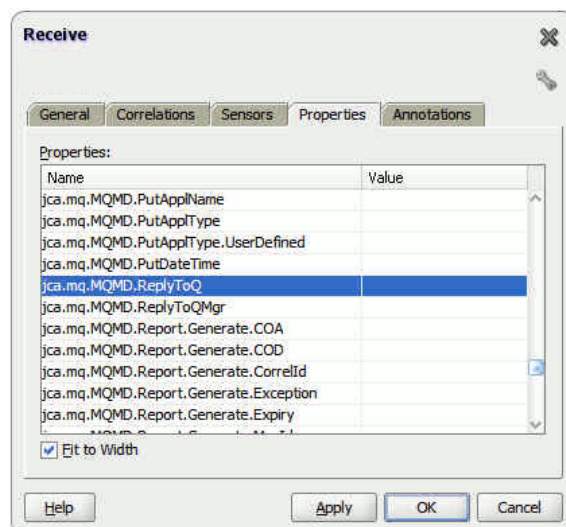 Receive
General Correlations Sensors Properties Annotations
Properties:
Name Value
jca.mq.MQMD.PutApplName
jca.mq.MQMD.PutApplType
jca.mq.MQMD.PutApplType.UserDefined
jca.mq.MQMD.PutDateTime
jca.mq.MQMD.ReplyToQ
jca.mq.MQMD.ReplyToQMgr
jca.mq.MQMD.Report.Generate.COA
jca.mq.MQMD.Report.Generate.COD
jca.mq.MQMD.Report.Generate.CorrelId
jca.mq.MQMD.Report.Generate.Exception
jca.mq.MQMD.Report.Generate.Expiry
Fit to Width
Help Apply OK Cancel